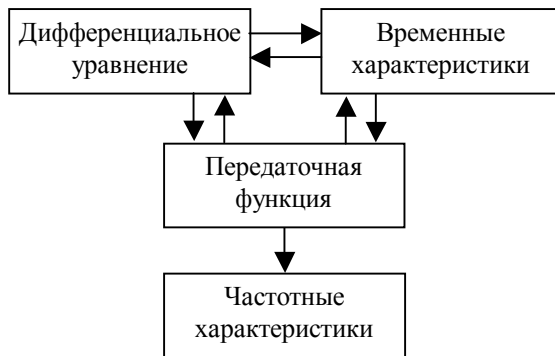 Дифференциальное
уравнение
Временные
характеристики
Передаточная
функция
Частотные
характеристики